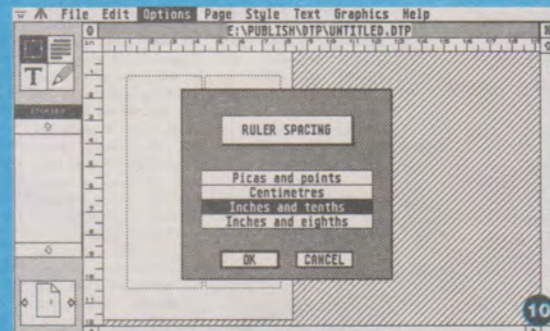 File Edit Options Page Style Text Graphics Help
E:\PUBLISH\DTP\UNTITLED.DTP
in
T
RULER SPACING
Picas and points
Centimetres
Inches and tenths
Inches and eighths
OK CANCEL
10